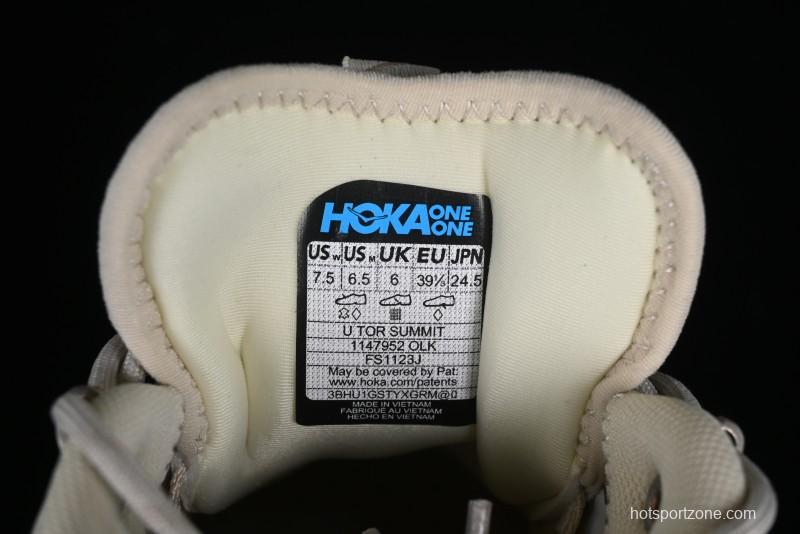 HOKA ONE ONE
US W US M UK EU JPN
7.5 6.5 6 39⅓ 24.5
U TOR SUMMIT
1147952 OLK
FS1123J
May be covered by Pat:
www.hoka.com/patents
3BHU1GSTYXGRM@0
MADE IN VIETNAM
FABRIQUÉ AU VIETNAM
HECHO EN VIETNAM
hotsportzone.com